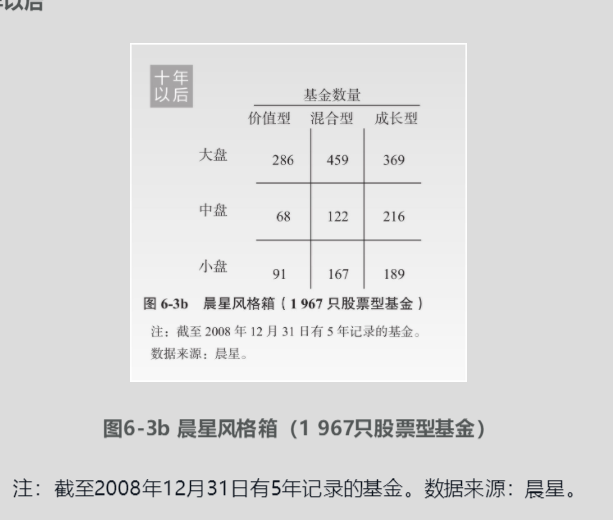 以后
十年
以后
基金数量
价值型 混合型 成长型
大盘 286 459 369
中盘 68 122 216
小盘 91 167 189
图 6-3b 晨星风格箱（1 967 只股票型基金）
注：截至 2008 年 12 月 31 日有 5 年记录的基金。
数据来源：晨星。
图6-3b 晨星风格箱（1 967只股票型基金）
注：截至2008年12月31日有5年记录的基金。数据来源：晨星。